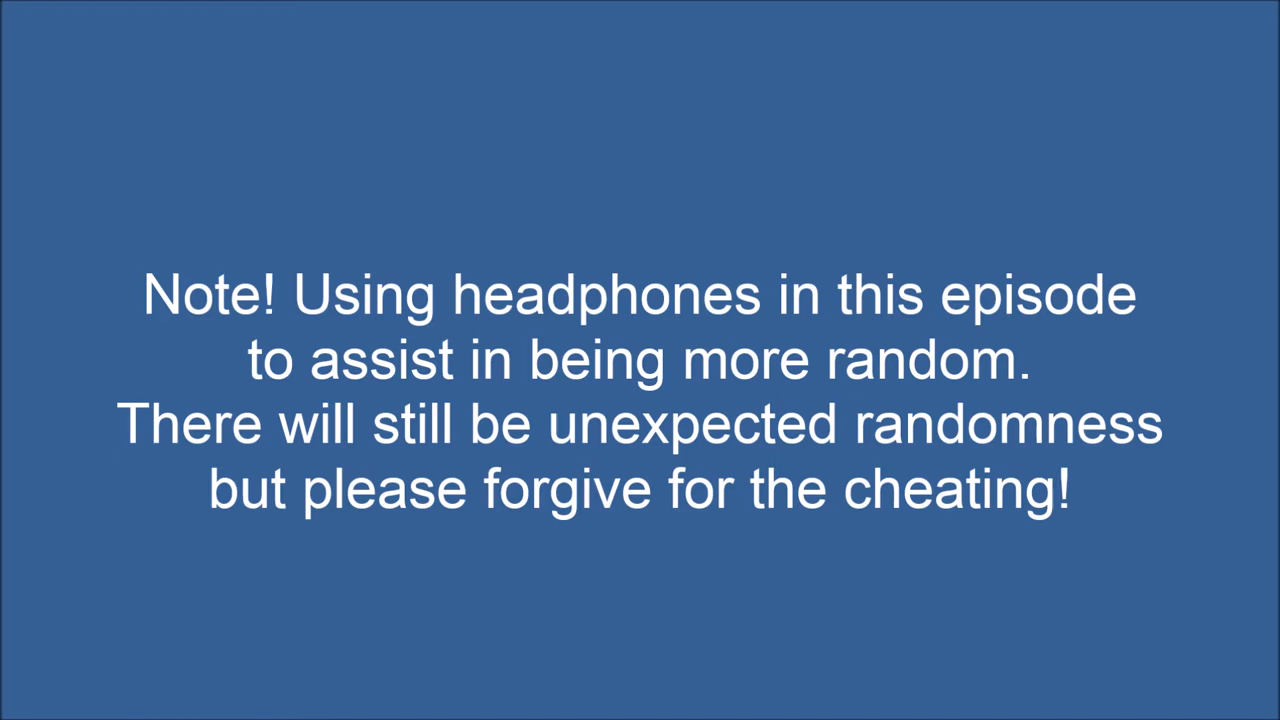 Note! Using headphones in this episode
to assist in being more random.
There will still be unexpected randomness
but please forgive for the cheating!